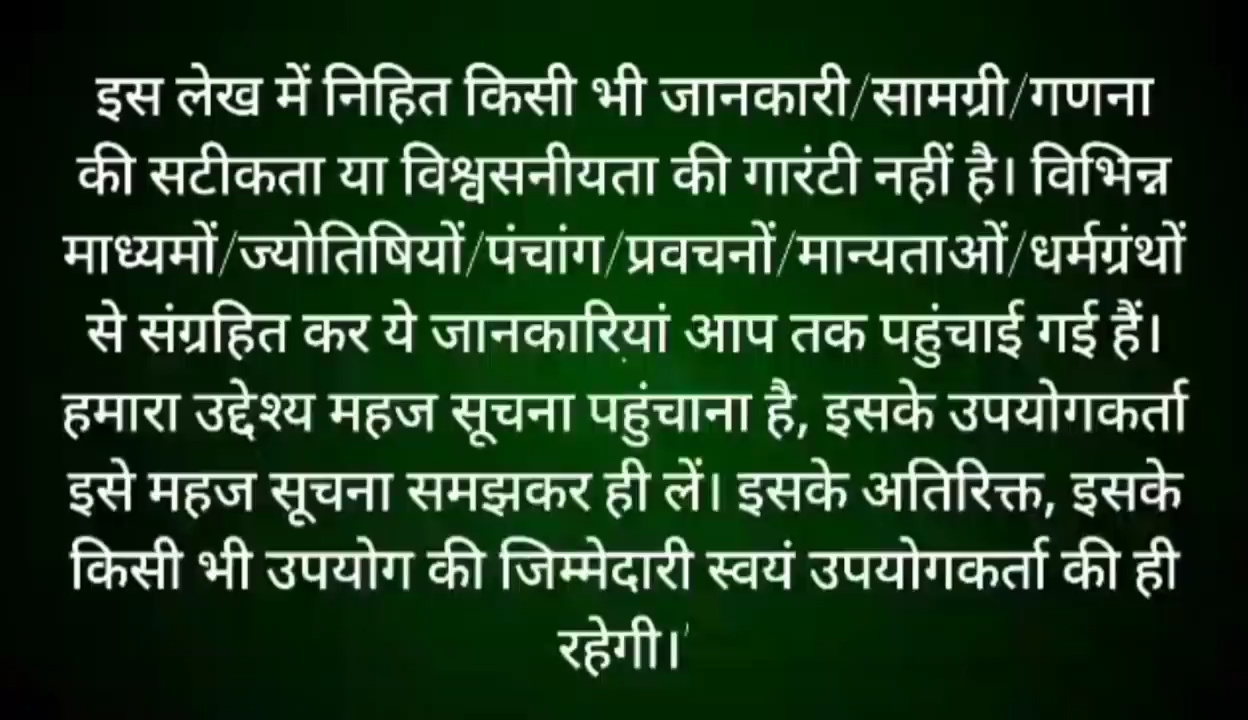 इस लेख में निहित किसी भी जानकारी/सामग्री/गणना
की सटीकता या विश्वसनीयता की गारंटी नहीं है। विभिन्न
माध्यमों/ज्योतिषियों/पंचांग/प्रवचनों/मान्यताओं/धर्मग्रंथों
से संग्रहित कर ये जानकारियां आप तक पहुंचाई गई हैं।
हमारा उद्देश्य महज सूचना पहुंचाना है, इसके उपयोगकर्ता
इसे महज सूचना समझकर ही लें। इसके अतिरिक्त, इसके
किसी भी उपयोग की जिम्मेदारी स्वयं उपयोगकर्ता की ही
रहेगी।'